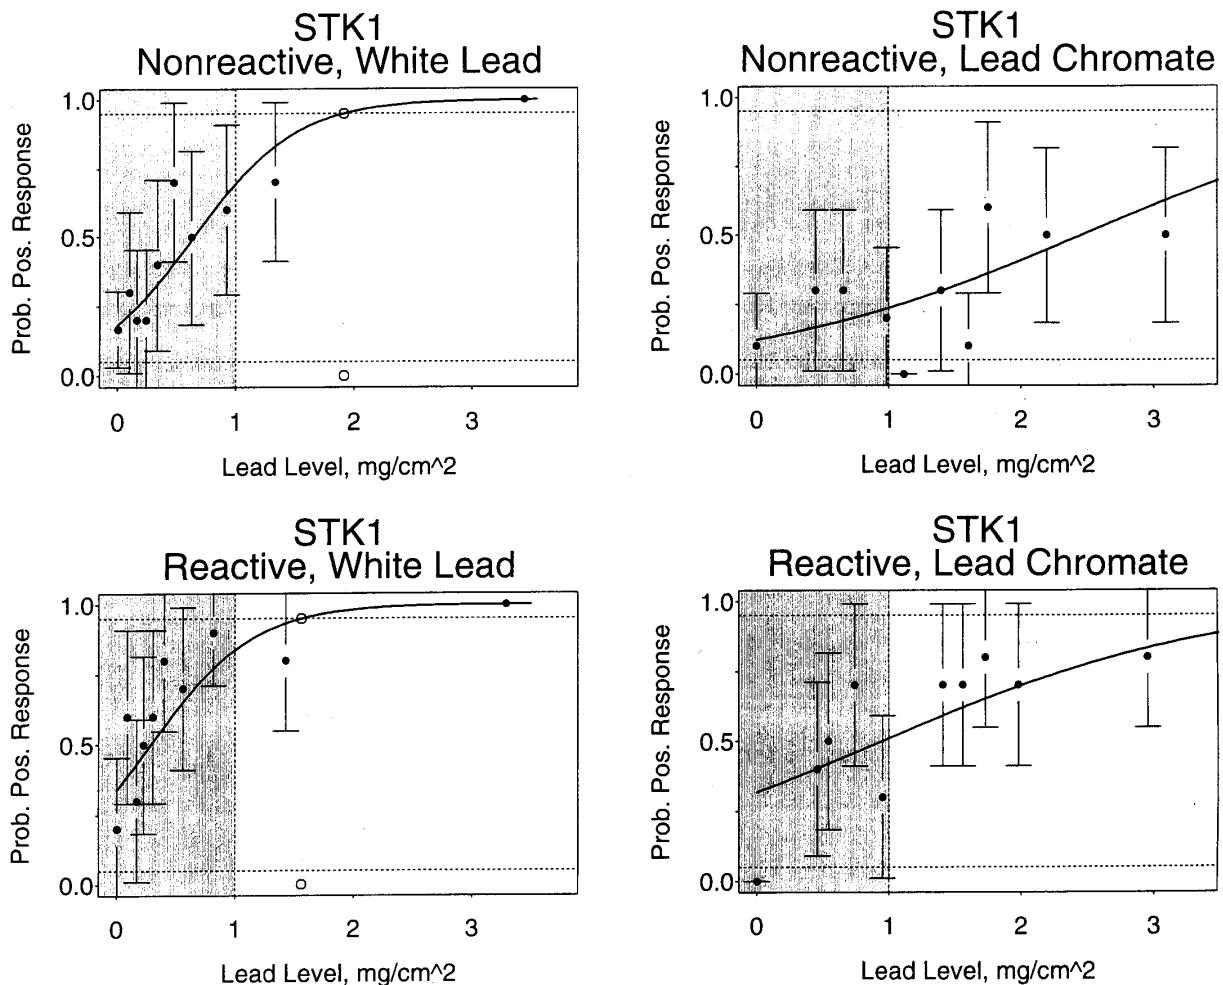 STK1
Nonreactive, White Lead
Prob. Pos. Response
1.0
0.5
0.0
0 1 2 3
Lead Level, mg/cm^2
STK1
Nonreactive, Lead Chromate
Prob. Pos. Response
1.0
0.5
0.0
0 1 2 3
Lead Level, mg/cm^2
STK1
Reactive, White Lead
Prob. Pos. Response
1.0
0.5
0.0
0 1 2 3
Lead Level, mg/cm^2
STK1
Reactive, Lead Chromate
Prob. Pos. Response
1.0
0.5
0.0
0 1 2 3
Lead Level, mg/cm^2